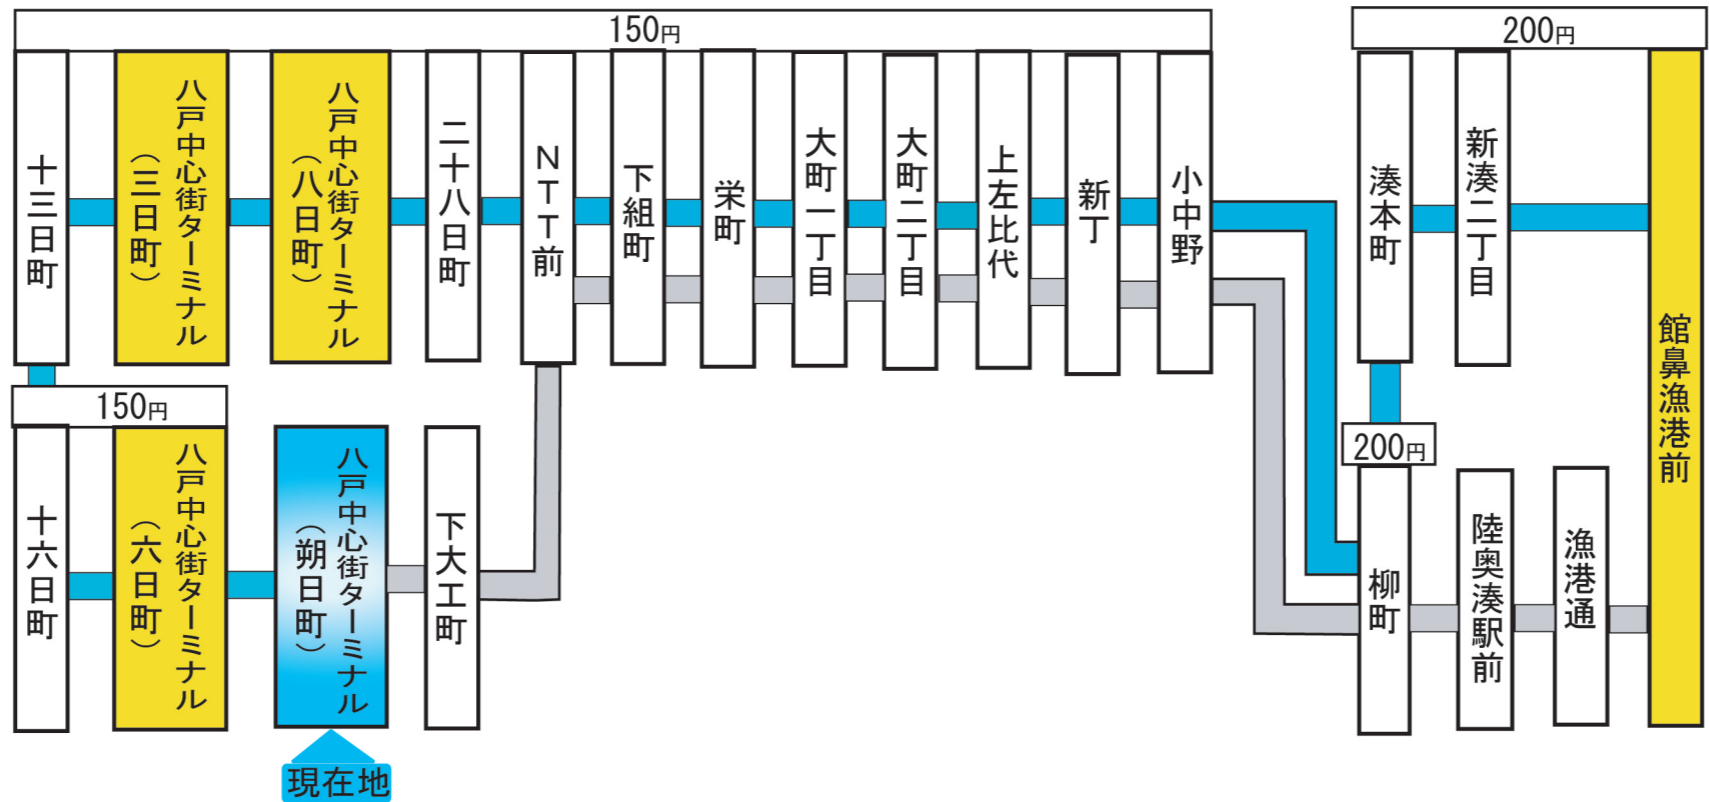 150円
200円
十三日町
八戸中心街ターミナル
（三日町）
八戸中心街ターミナル
（八日町）
二十八日町
NTT前
下組町
栄町
大町一丁目
大町二丁目
上左比代
新丁
小中野
湊本町
新湊二丁目
館鼻漁港前
150円
200円
十六日町
八戸中心街ターミナル
（六日町）
八戸中心街ターミナル
（朔日町）
下大工町
柳町
陸奥湊駅前
漁港通
現在地